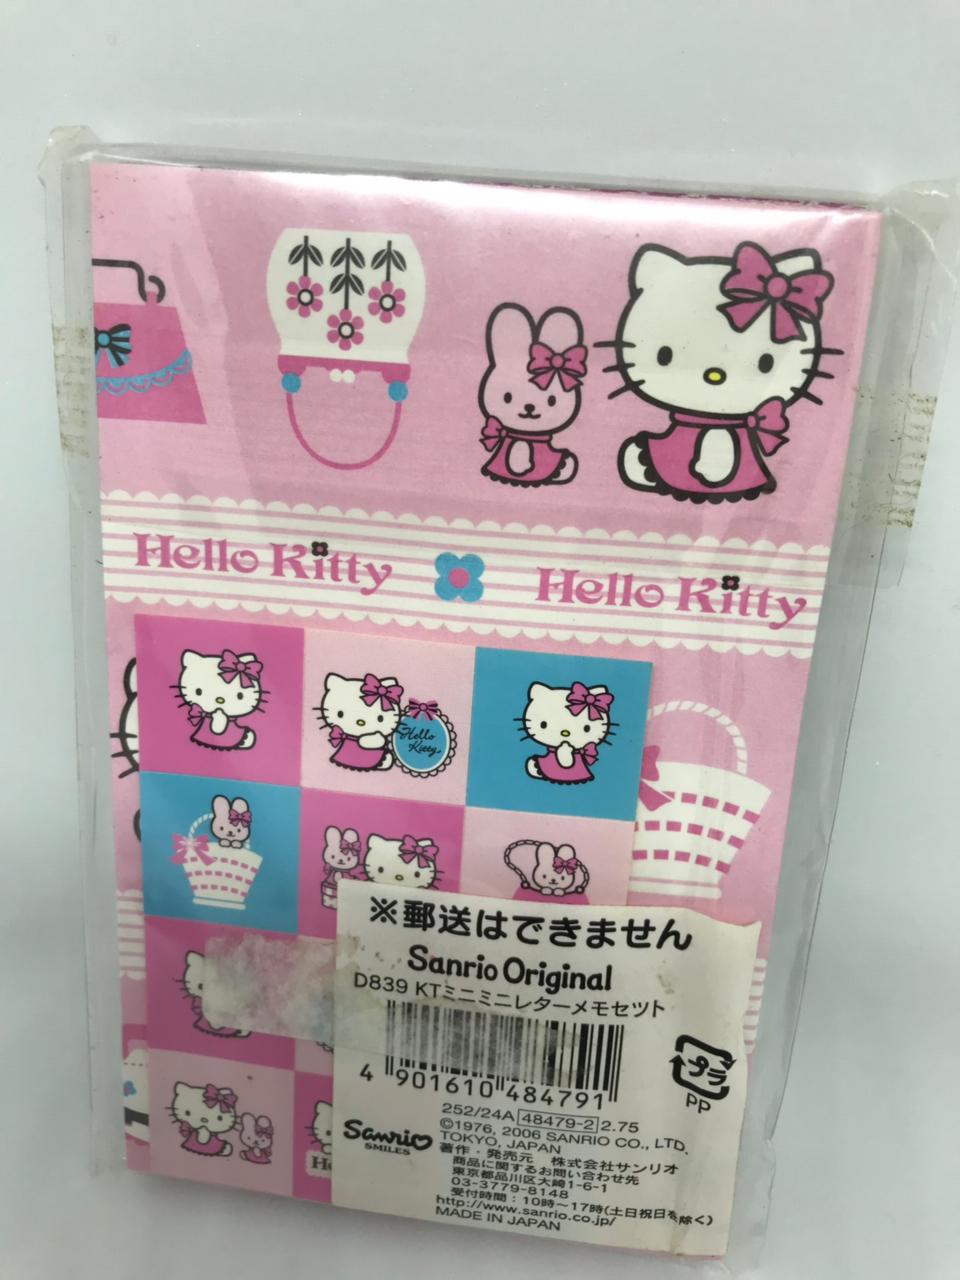 Hello Kitty Hello Kitty
Hello
Kitty
※郵送はできません
Sanrio Original
D839 KTミニミニレターメモセット
4 901610 484791
252/24A 48479-2 2.75
©1976, 2006 SANRIO CO., LTD.
TOKYO, JAPAN
Sanrio
SMILES
著作・発売元 株式会社サンリオ
商品に関するお問い合わせ先
東京都品川区大崎1-6-1
03-3779-8148
受付時間:10時~17時(土日祝日を除く)
http://www.sanrio.co.jp/
MADE IN JAPAN
プラ
PP